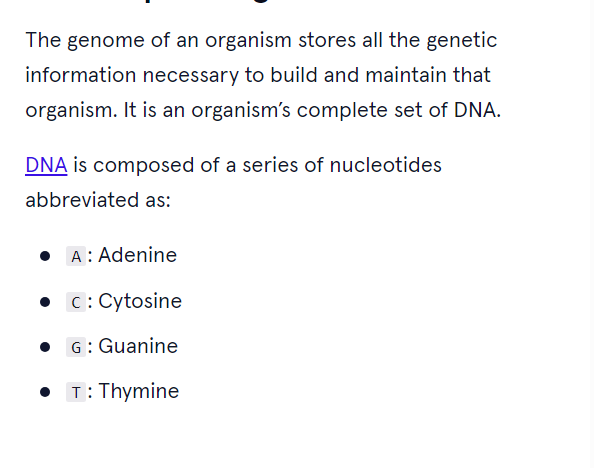 The genome of an organism stores all the genetic
information necessary to build and maintain that
organism. It is an organism’s complete set of DNA.
DNA is composed of a series of nucleotides
abbreviated as:
A: Adenine
C: Cytosine
G: Guanine
T: Thymine